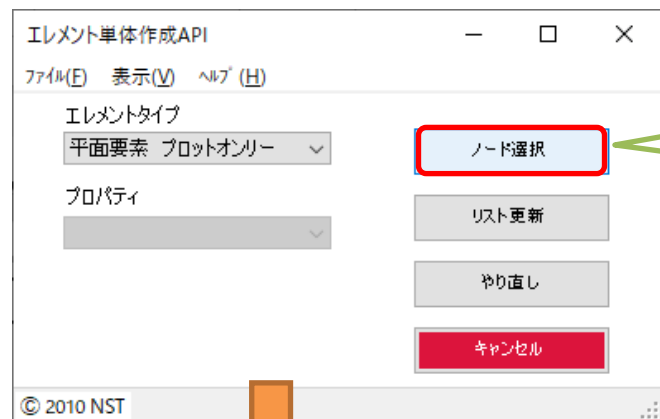 エレメント単体作成API
ファイル(F) 表示(V) ヘルプ(H)
エレメントタイプ
平面要素 プロットオンリー
ノード選択
プロパティ
リスト更新
やり直し
キャンセル
© 2010 NST